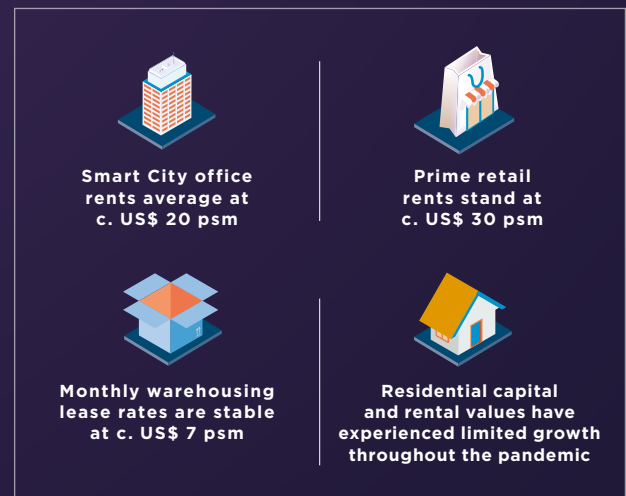 Smart City office
rents average at
c. US$ 20 psm
Prime retail
rents stand at
c. US$ 30 psm
Monthly warehousing
lease rates are stable
at c. US$ 7 psm
Residential capital
and rental values have
experienced limited growth
throughout the pandemic